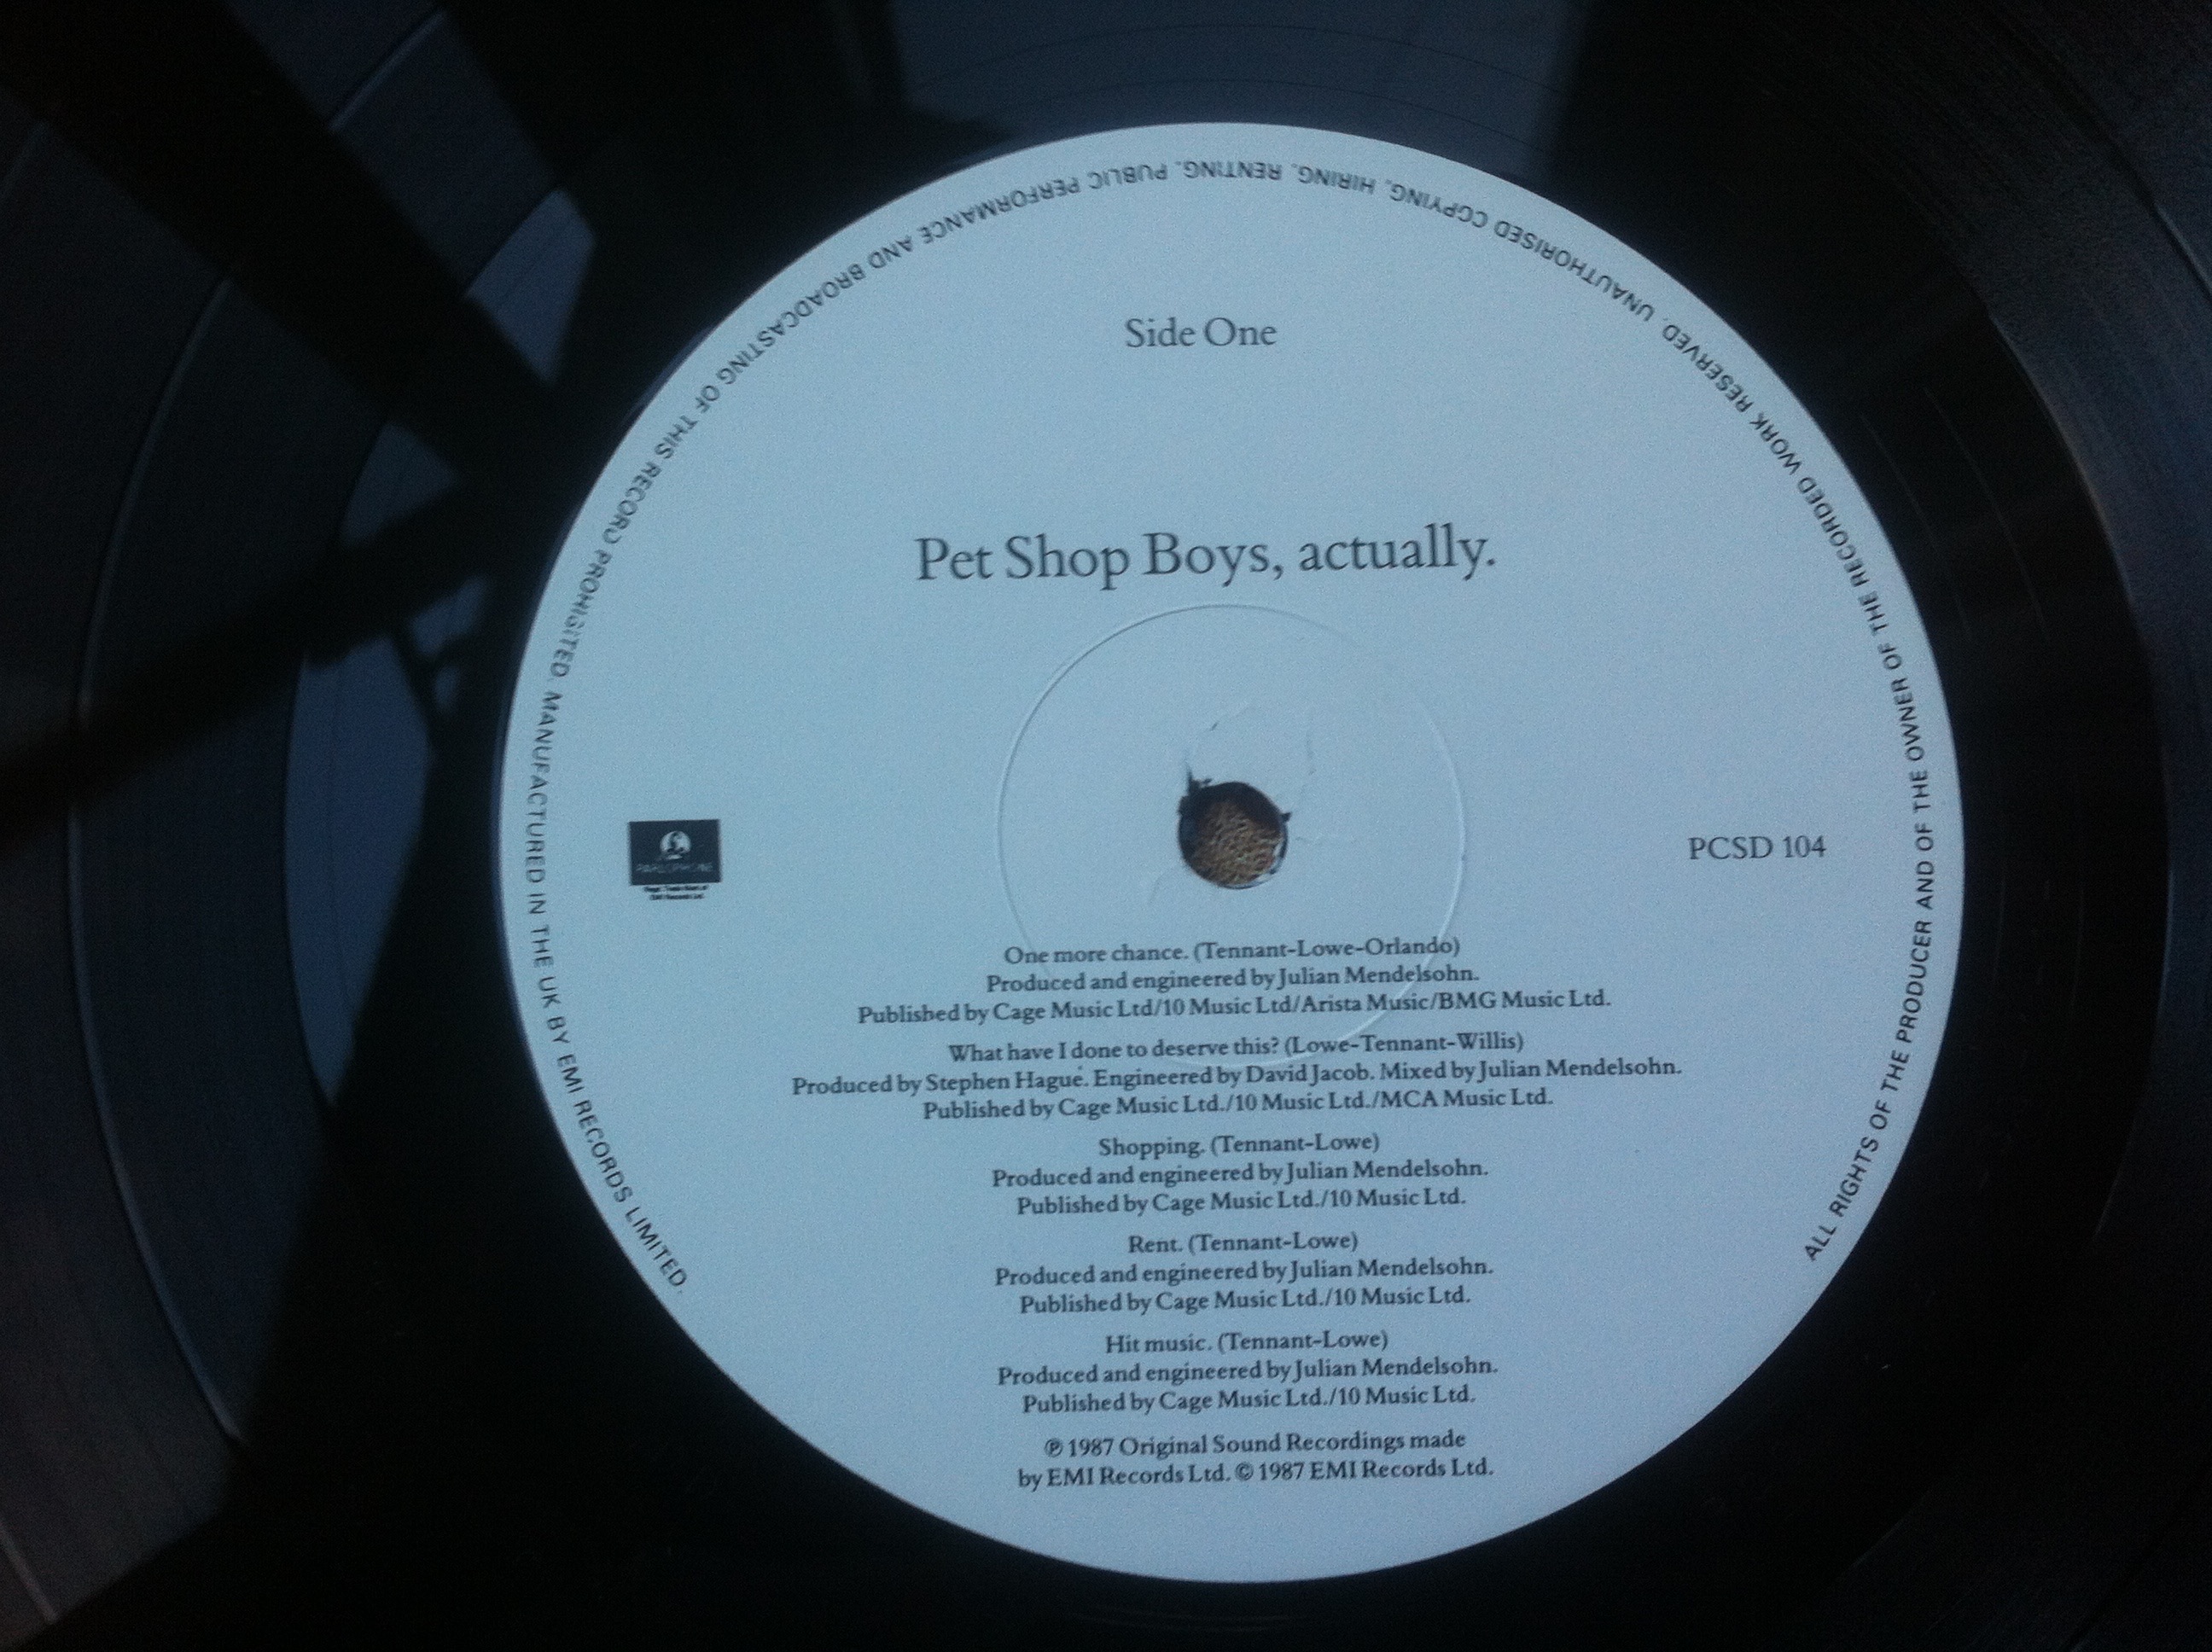 ALL RIGHTS OF THE PRODUCER AND OF THE OWNER OF THE RECORDED WORK RESERVED. UNAUTHORISED COPYING, HIRING, RENTING, PUBLIC PERFORMANCE AND BROADCASTING OF THIS RECORD PROHIBITED. MANUFACTURED IN THE UK BY EMI RECORDS LIMITED.
Side One
Pet Shop Boys, actually.
PARLOPHONE
PCSD 104
One more chance. (Tennant-Lowe-Orlando)
Produced and engineered by Julian Mendelsohn.
Published by Cage Music Ltd/10 Music Ltd/Arista Music/BMG Music Ltd.
What have I done to deserve this? (Lowe-Tennant-Willis)
Produced by Stephen Hague. Engineered by David Jacob. Mixed by Julian Mendelsohn.
Published by Cage Music Ltd./10 Music Ltd./MCA Music Ltd.
Shopping. (Tennant-Lowe)
Produced and engineered by Julian Mendelsohn.
Published by Cage Music Ltd./10 Music Ltd.
Rent. (Tennant-Lowe)
Produced and engineered by Julian Mendelsohn.
Published by Cage Music Ltd./10 Music Ltd.
Hit music. (Tennant-Lowe)
Produced and engineered by Julian Mendelsohn.
Published by Cage Music Ltd./10 Music Ltd.
℗ 1987 Original Sound Recordings made
by EMI Records Ltd. © 1987 EMI Records Ltd.